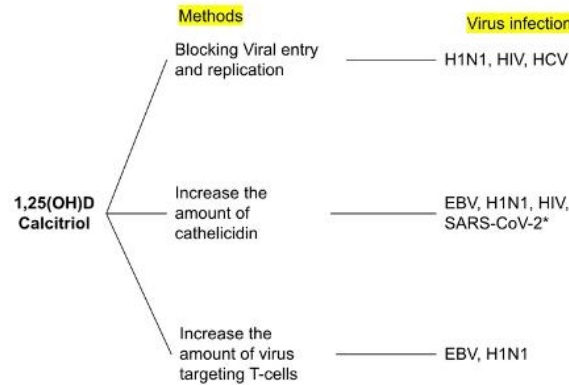 Methods
Virus infection
Blocking Viral entry
and replication
H1N1, HIV, HCV
1,25(OH)D
Calcitriol
Increase the
amount of
cathelicidin
EBV, H1N1, HIV,
SARS-CoV-2*
Increase the
amount of virus
targeting T-cells
EBV, H1N1